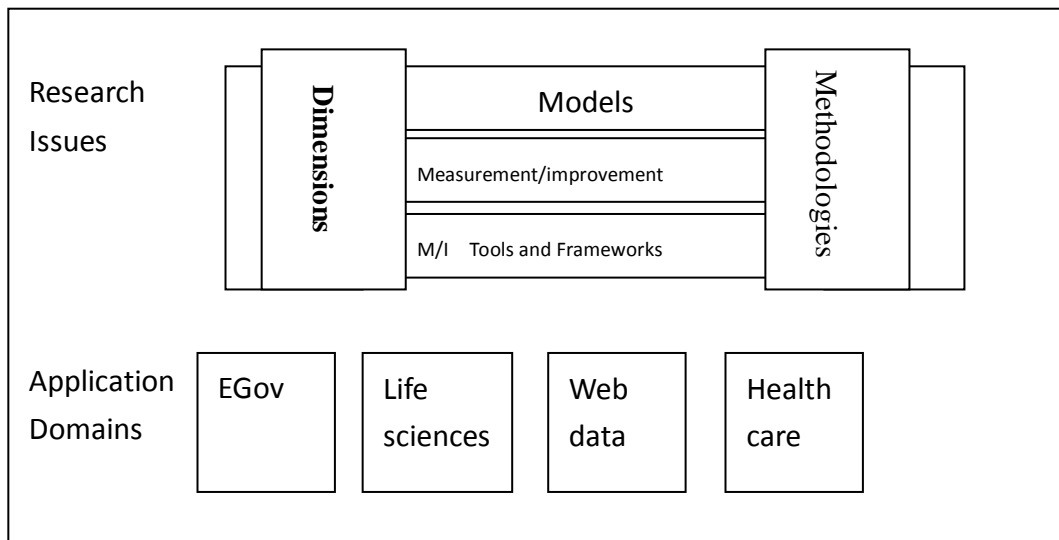 Research
Issues
Dimensions
Models
Measurement/improvement
M/I Tools and Frameworks
Methodologies
Application
Domains
EGov
Life
sciences
Web
data
Health
care